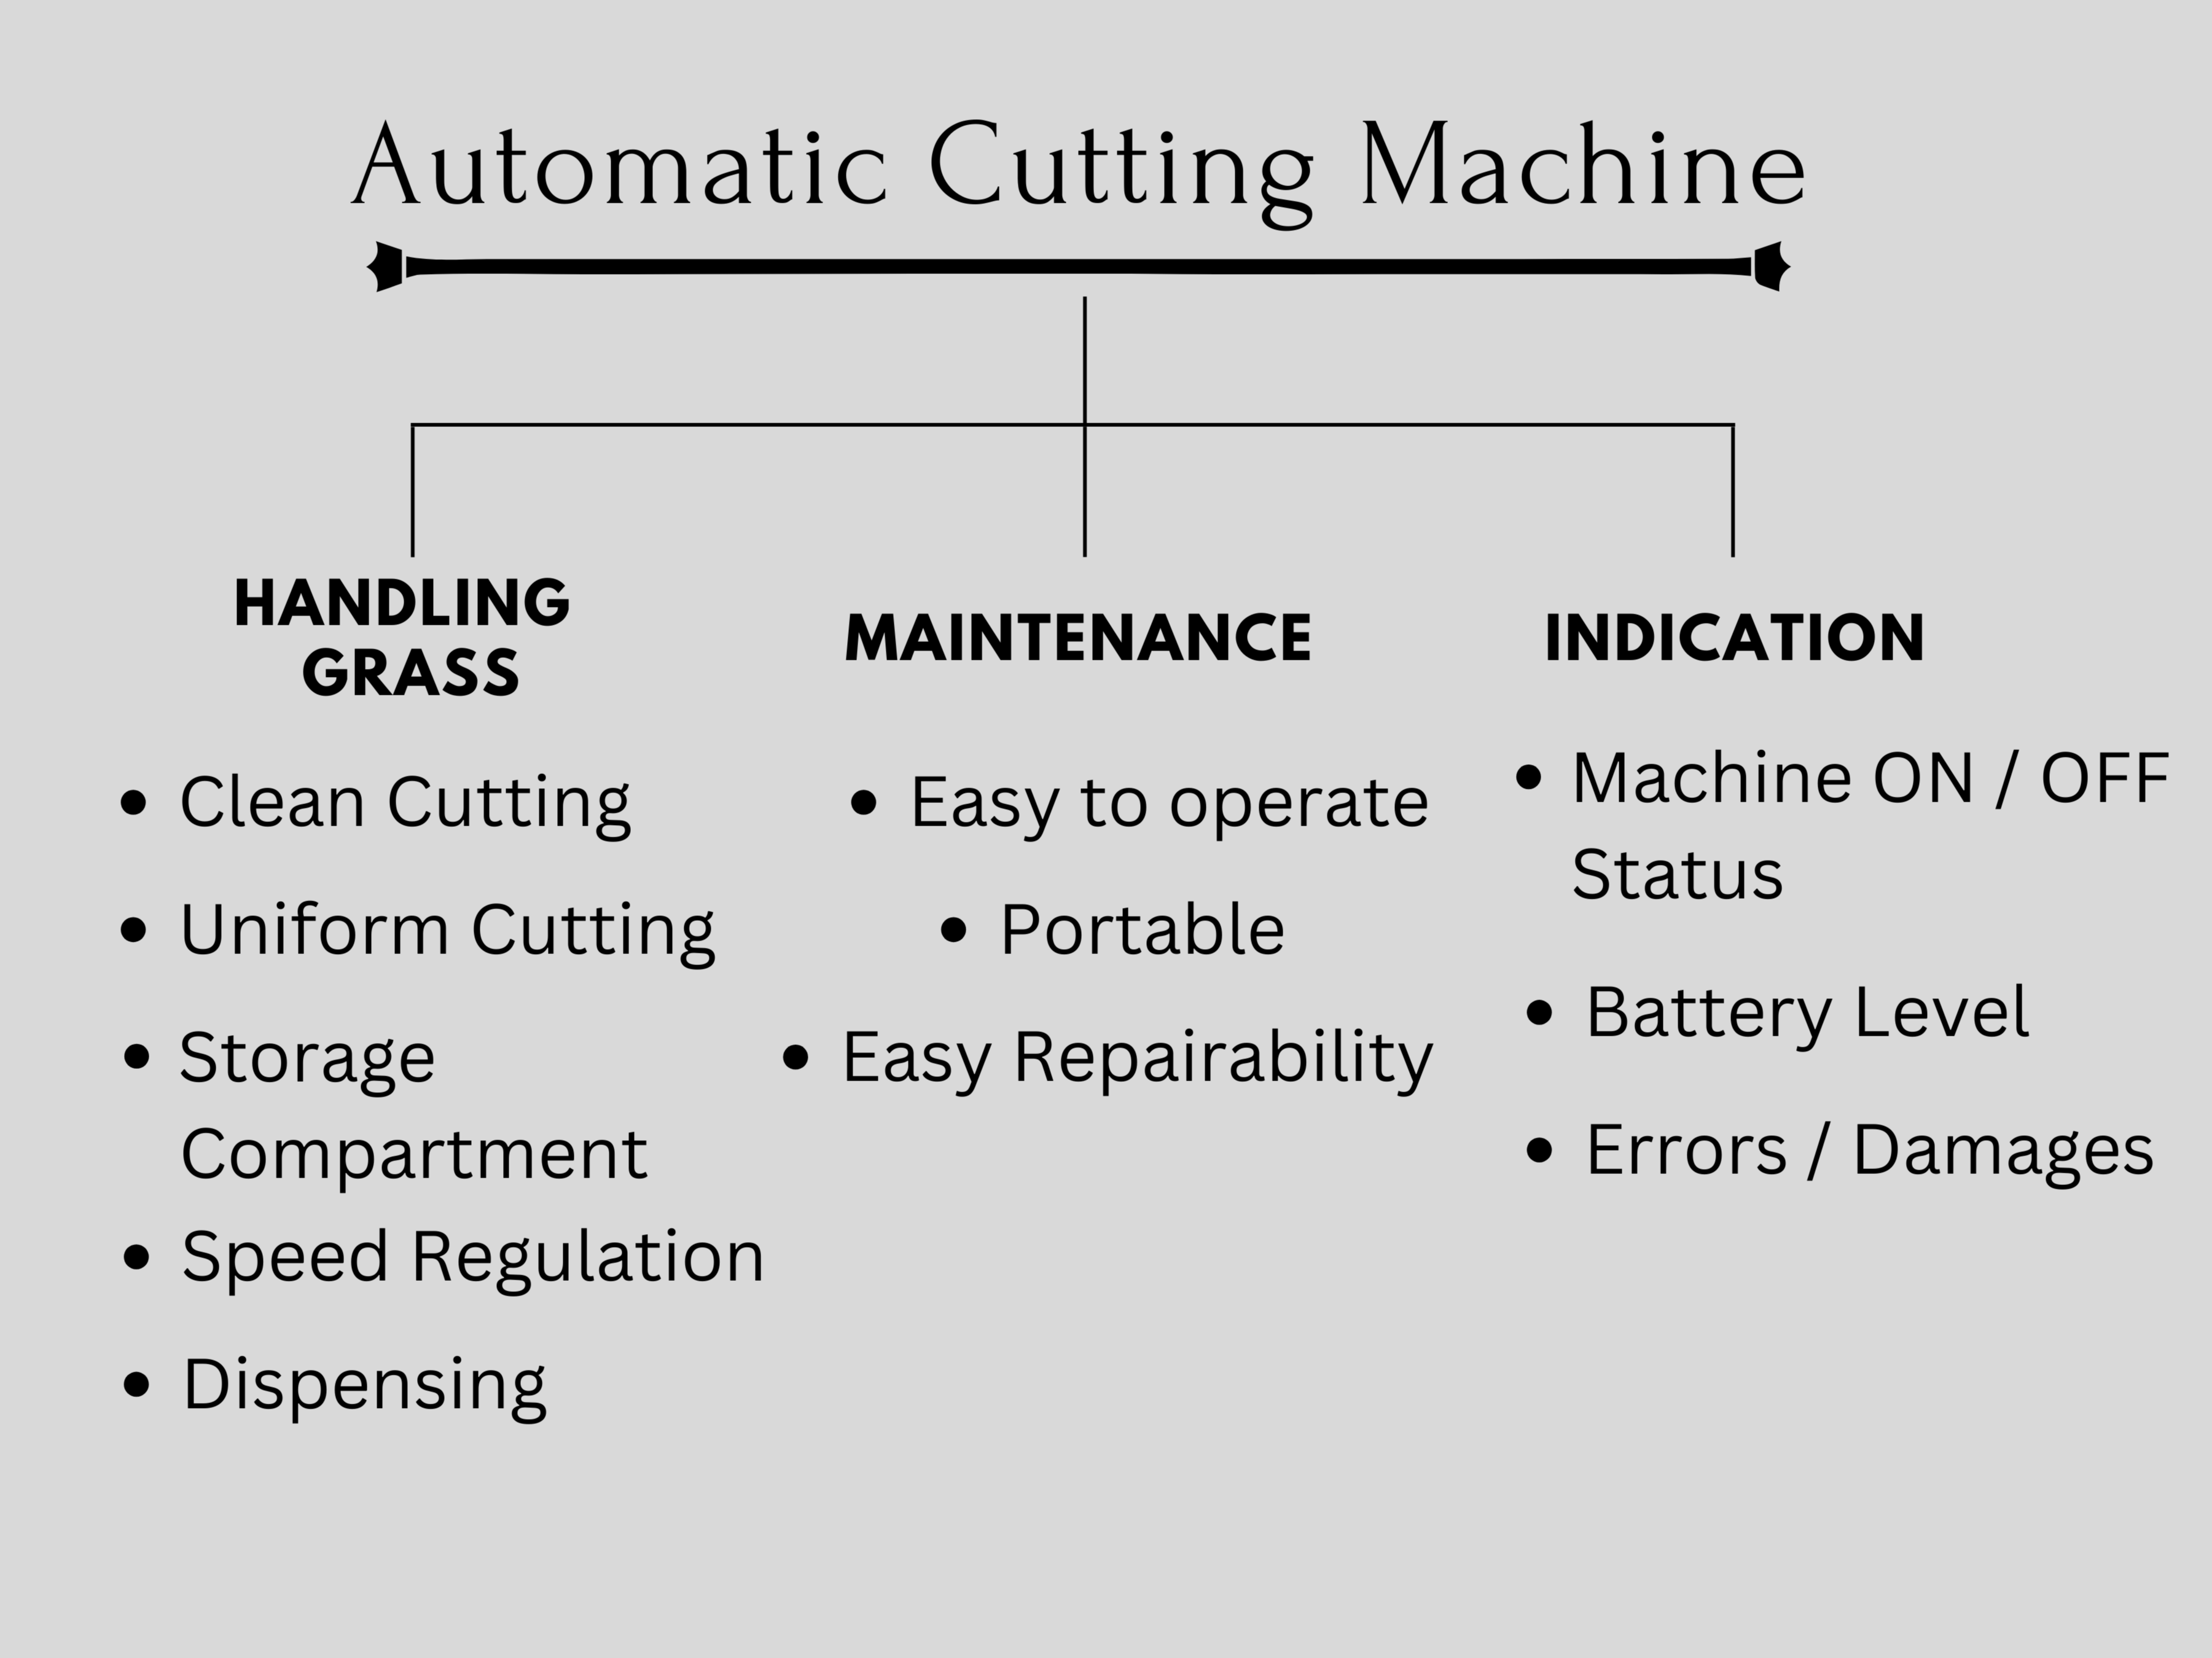 Automatic Cutting Machine
HANDLING
GRASS
• Clean Cutting
• Uniform Cutting
• Storage
Compartment
• Speed Regulation
• Dispensing
MAINTENANCE
• Easy to operate
• Portable
• Easy Repairability
INDICATION
• Machine ON / OFF
Status
• Battery Level
• Errors / Damages